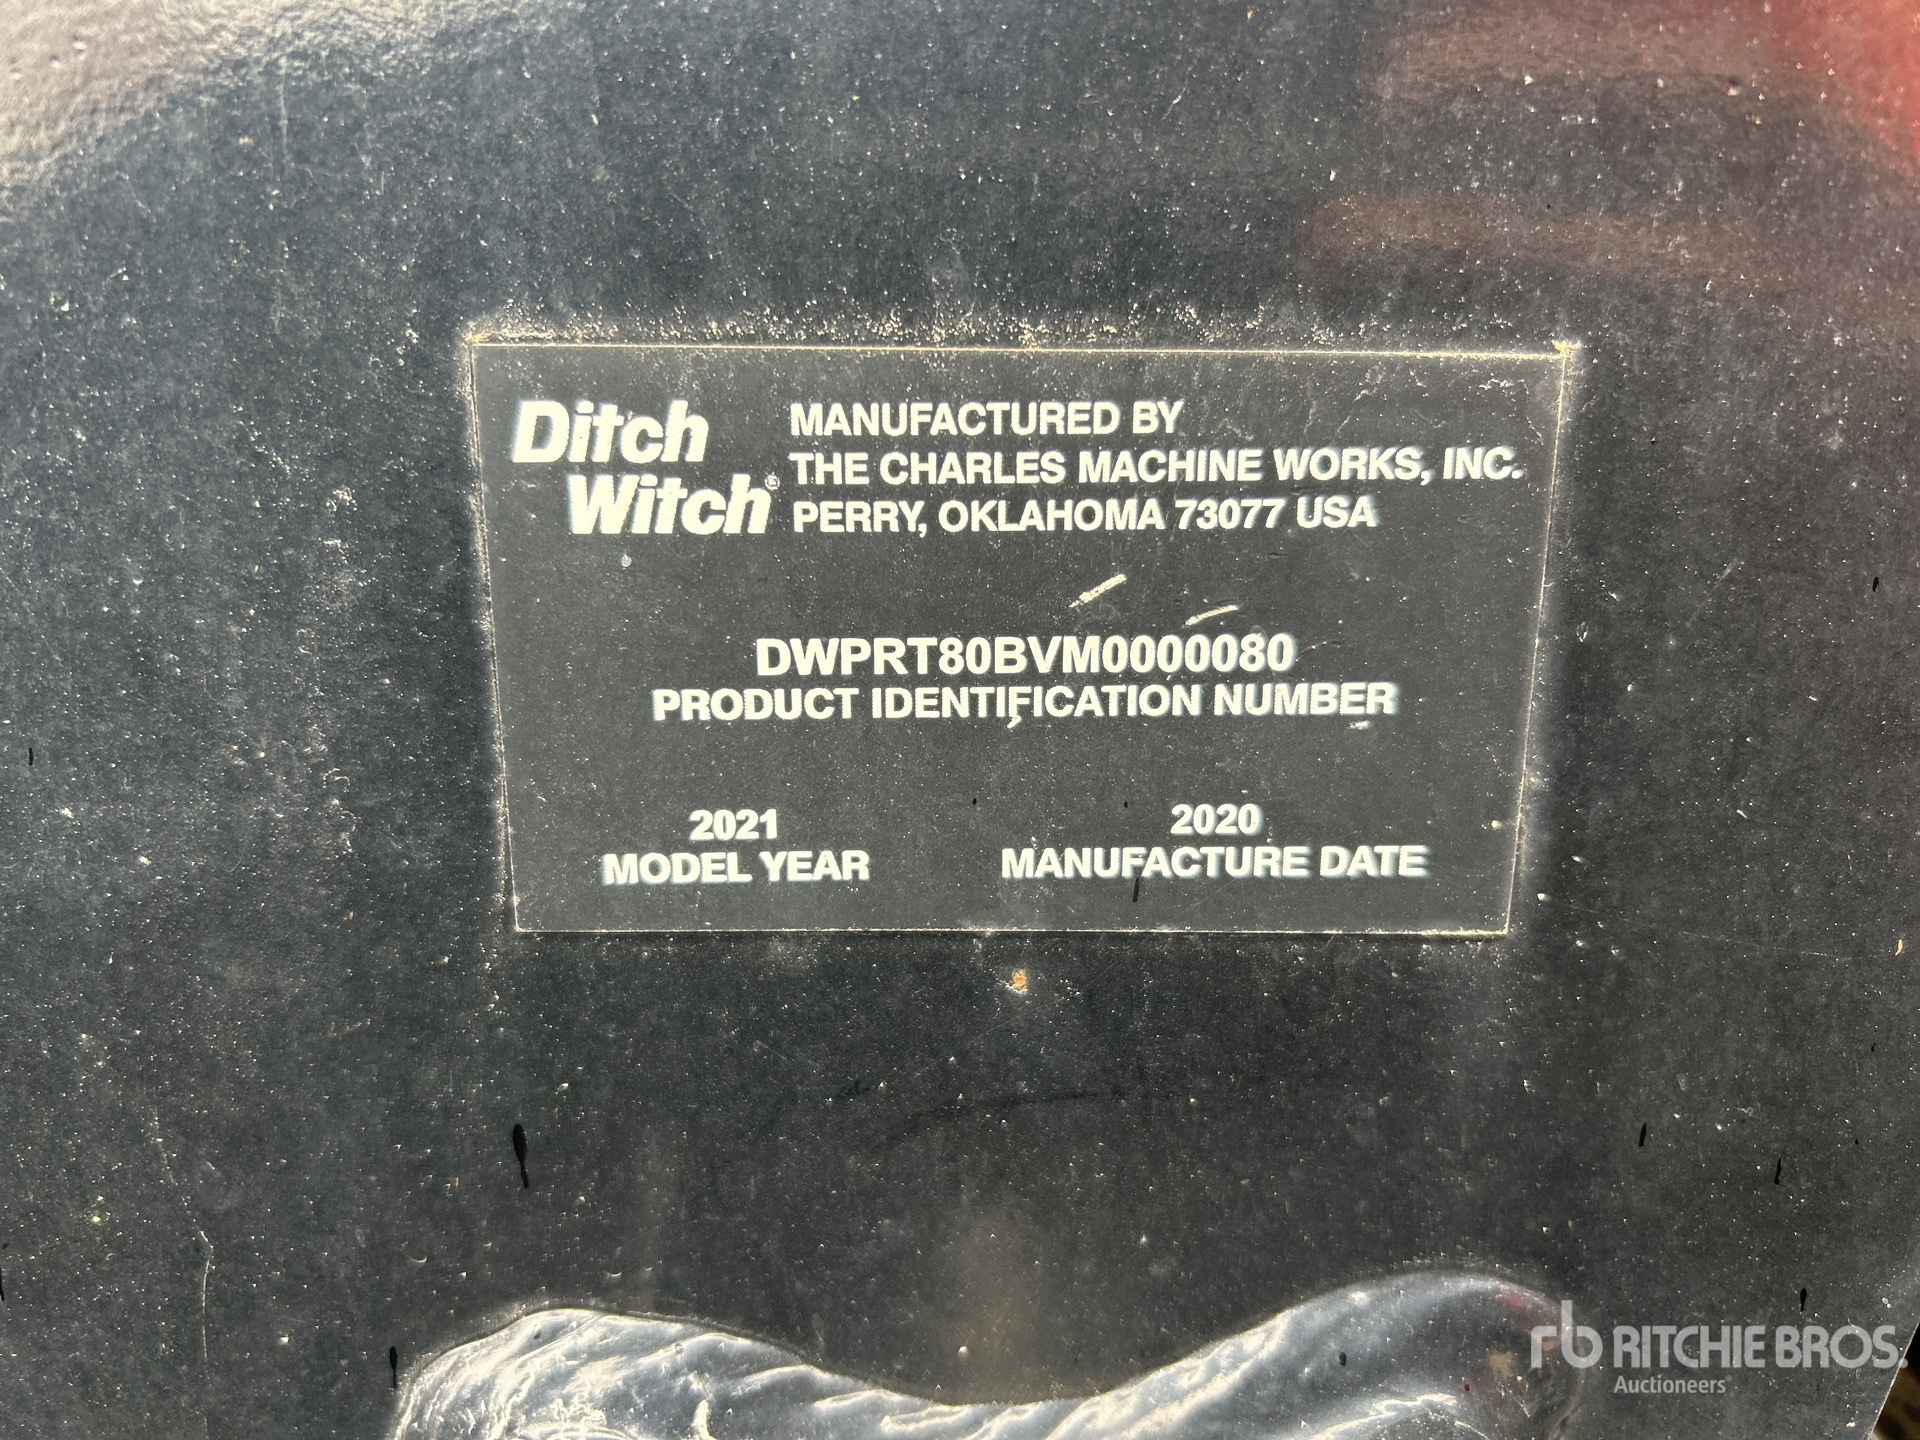 Ditch
Witch®
MANUFACTURED BY
THE CHARLES MACHINE WORKS, INC.
PERRY, OKLAHOMA 73077 USA
DWPRT80BVM0000080
PRODUCT IDENTIFICATION NUMBER
2021
MODEL YEAR
2020
MANUFACTURE DATE
rb RITCHIE BROS.
Auctioneers